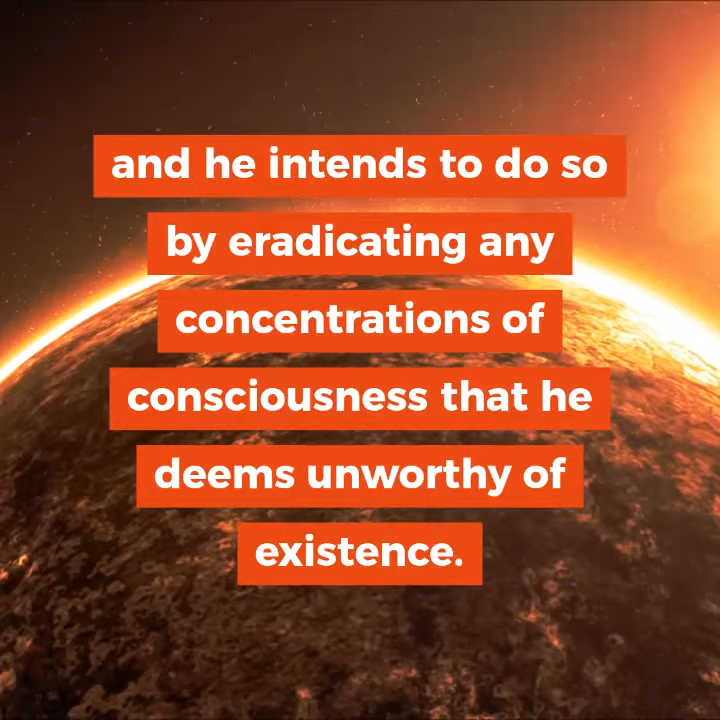 and he intends to do so
by eradicating any
concentrations of
consciousness that he
deems unworthy of
existence.